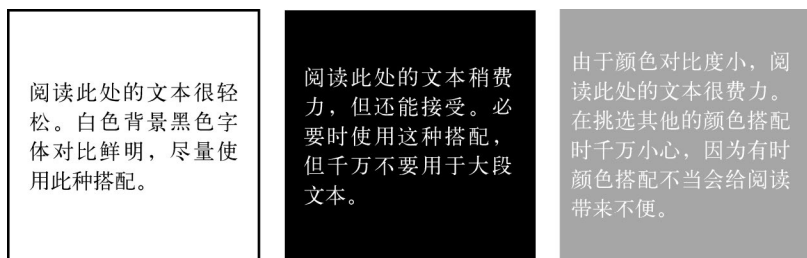 阅读此处的文本很轻
松。白色背景黑色字
体对比鲜明，尽量使
用此种搭配。
阅读此处的文本稍费
力，但还能接受。必
要时使用这种搭配，
但千万不要用于大段
文本。
由于颜色对比度小，阅
读此处的文本很费力。
在挑选其他的颜色搭配
时千万小心，因为有时
颜色搭配不当会给阅读
带来不便。